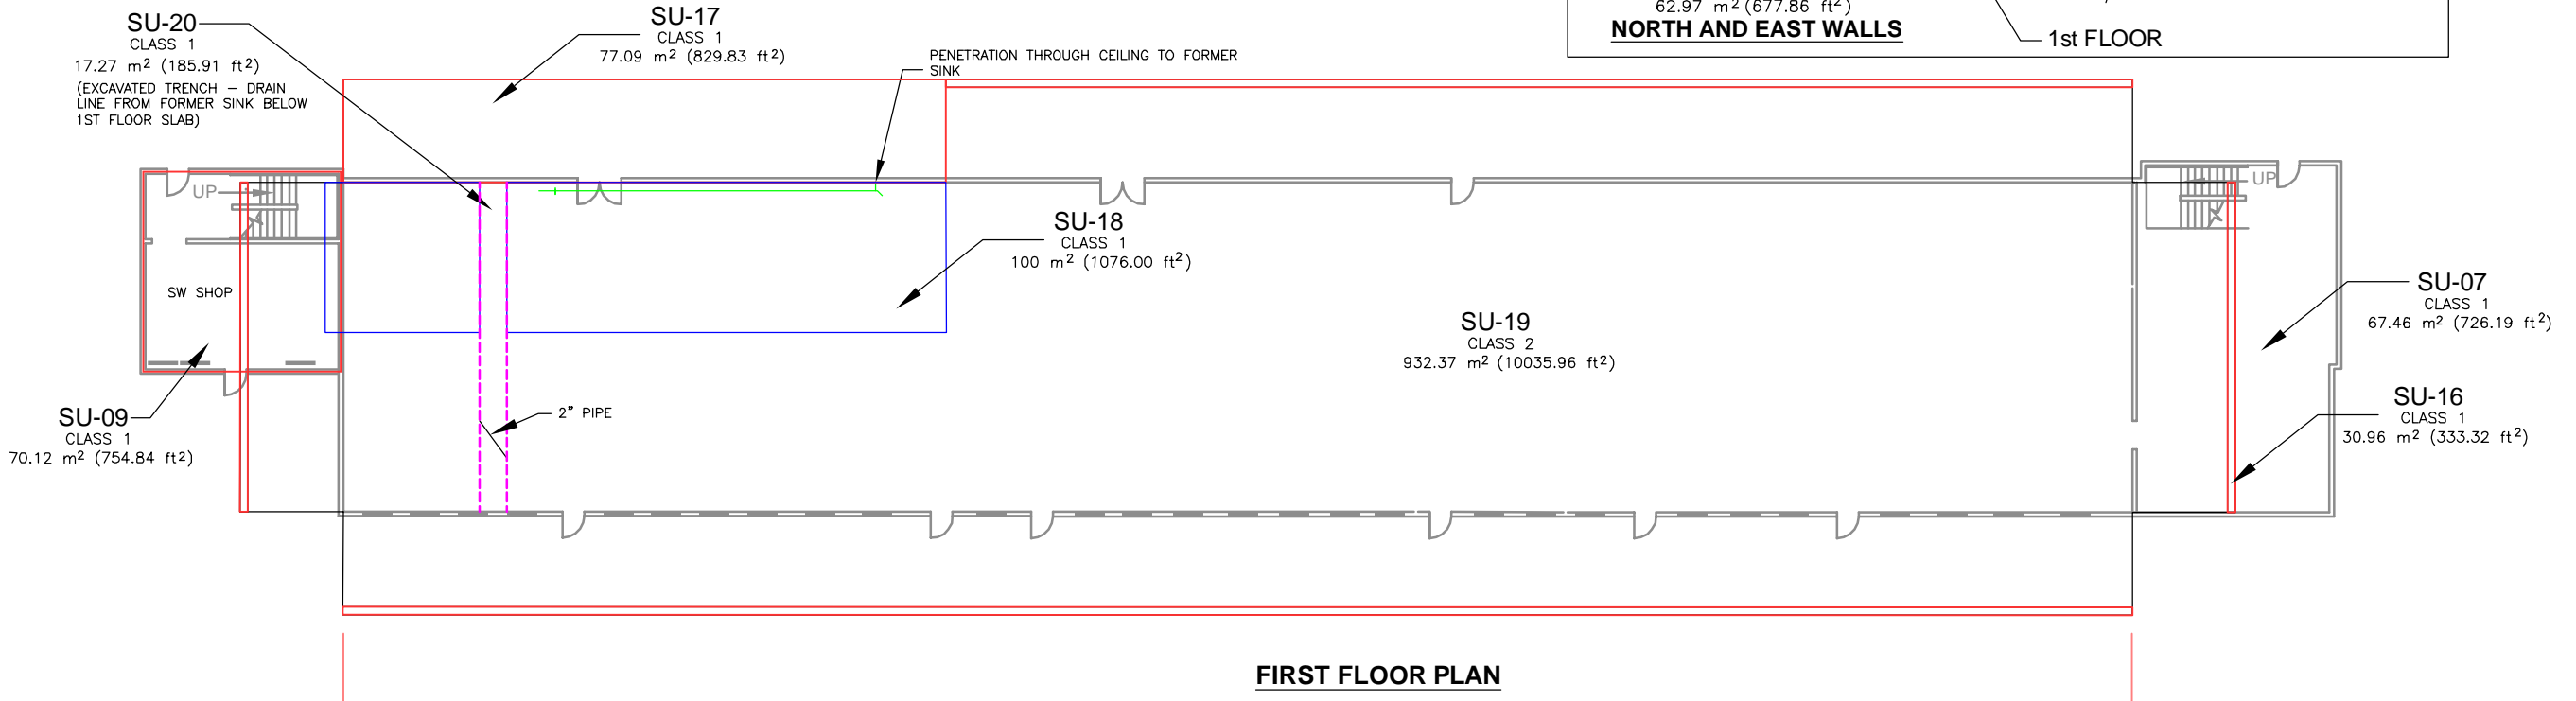 SU-20
CLASS 1
17.27 m² (185.91 ft²)
(EXCAVATED TRENCH – DRAIN
LINE FROM FORMER SINK BELOW
1ST FLOOR SLAB)
SU-17
CLASS 1
77.09 m² (829.83 ft²)
PENETRATION THROUGH CEILING TO FORMER
SINK
62.97 m² (677.86 ft²)
NORTH AND EAST WALLS
1st FLOOR
UP
SW SHOP
SU-18
CLASS 1
100 m² (1076.00 ft²)
SU-19
CLASS 2
932.37 m² (10035.96 ft²)
UP
SU-07
CLASS 1
67.46 m² (726.19 ft²)
SU-16
CLASS 1
30.96 m² (333.32 ft²)
SU-09
CLASS 1
70.12 m² (754.84 ft²)
2" PIPE
FIRST FLOOR PLAN